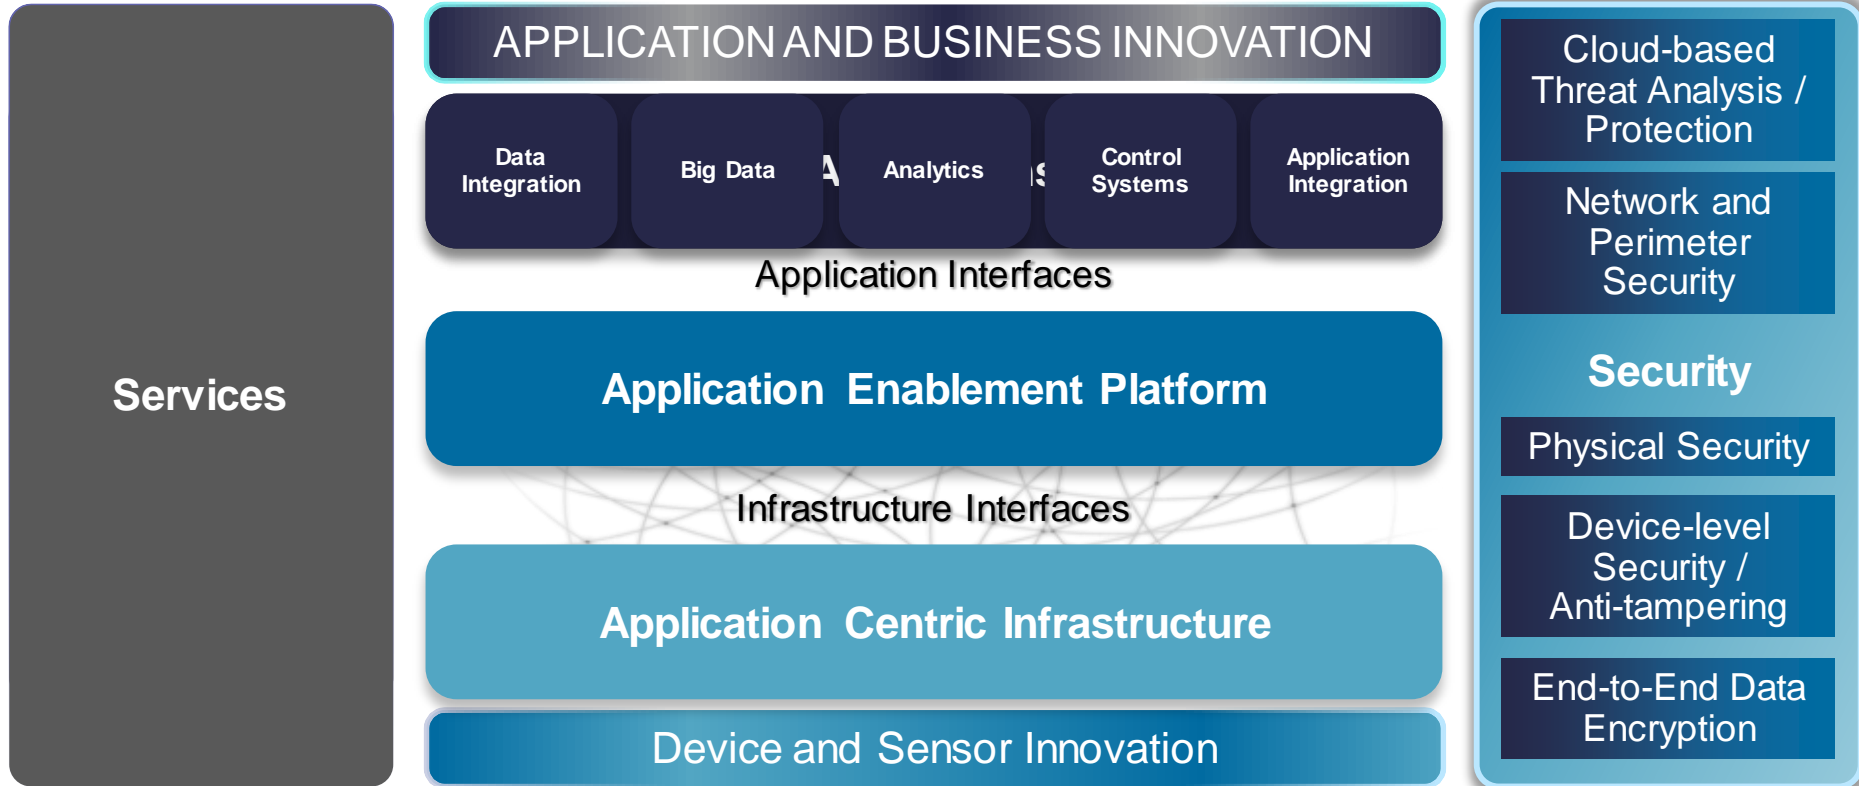 Services
APPLICATION AND BUSINESS INNOVATION
Data
Integration
Big Data
Analytics
Control
Systems
Application
Integration
Application Interfaces
Application Enablement Platform
Infrastructure Interfaces
Application Centric Infrastructure
Device and Sensor Innovation
Cloud-based
Threat Analysis /
Protection
Network and
Perimeter
Security
Security
Physical Security
Device-level
Security /
Anti-tampering
End-to-End Data
Encryption